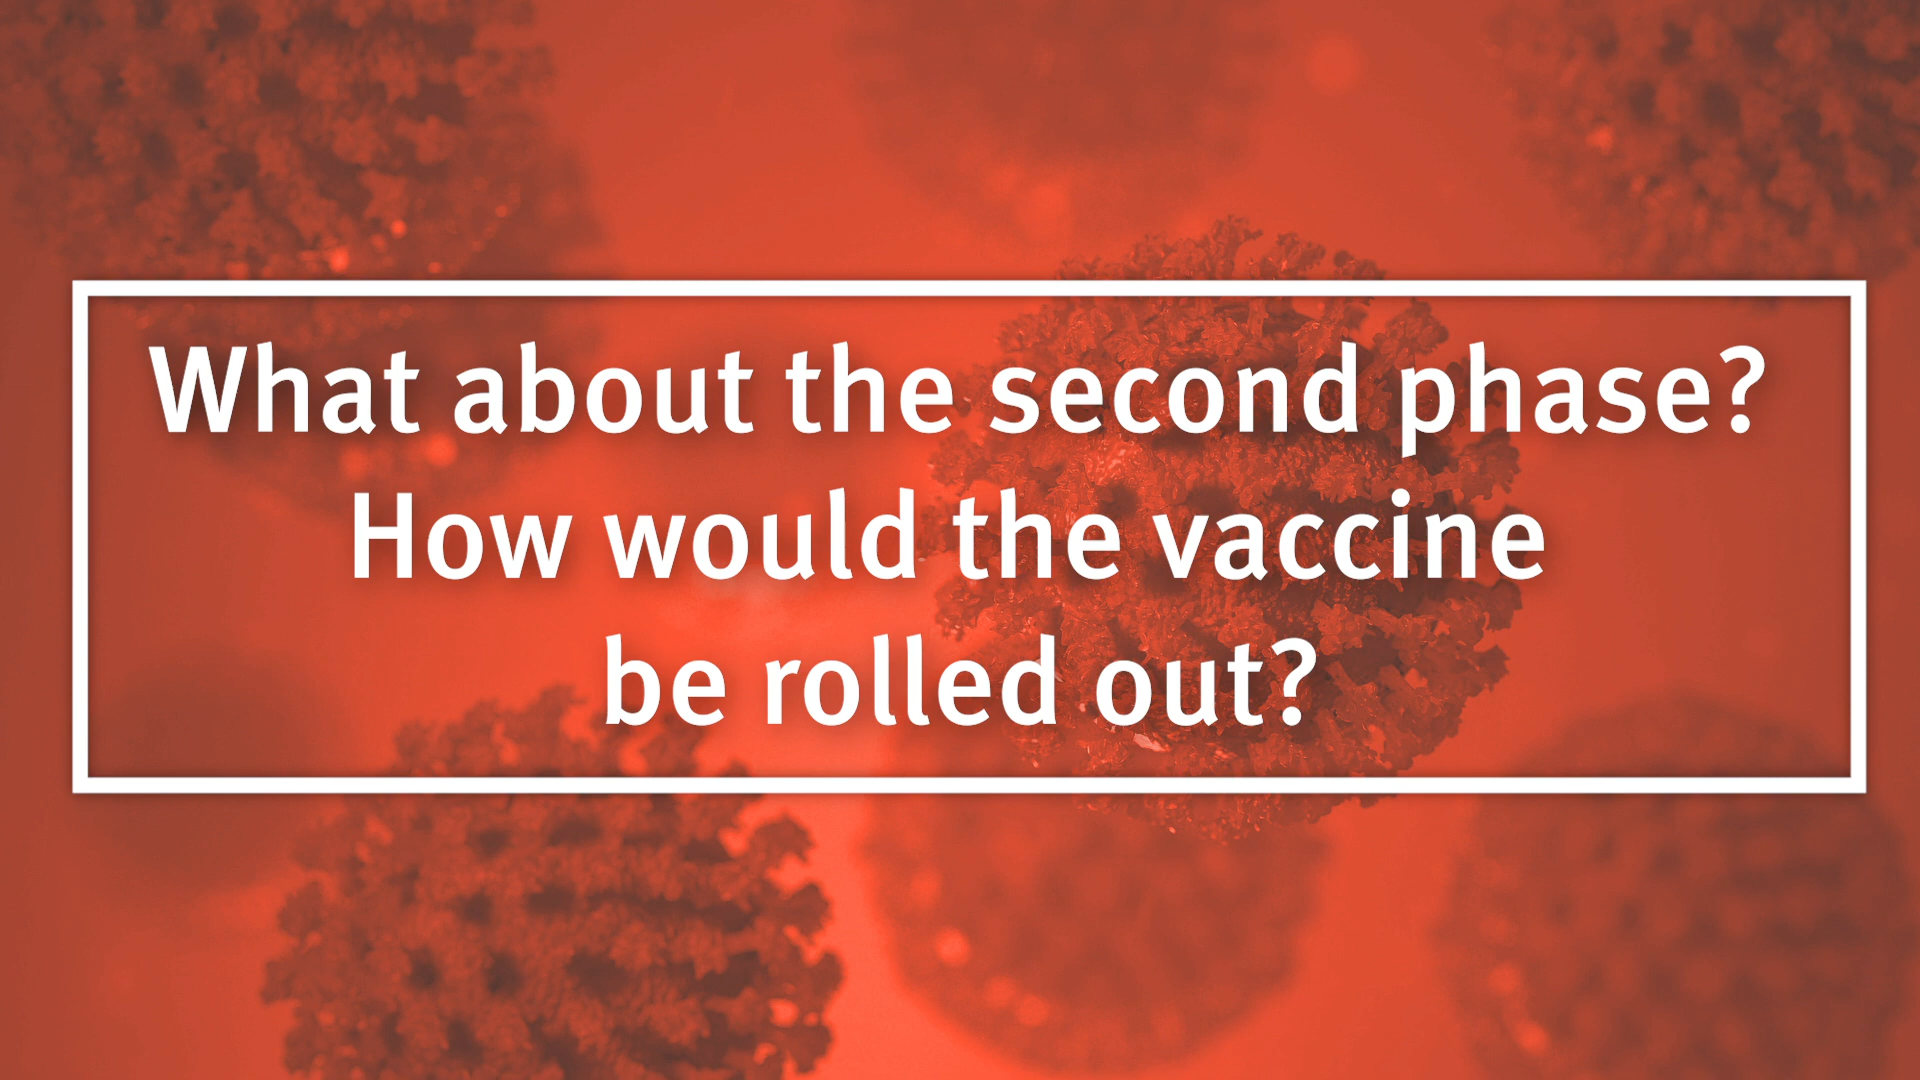 What about the second phase?
How would the vaccine
be rolled out?